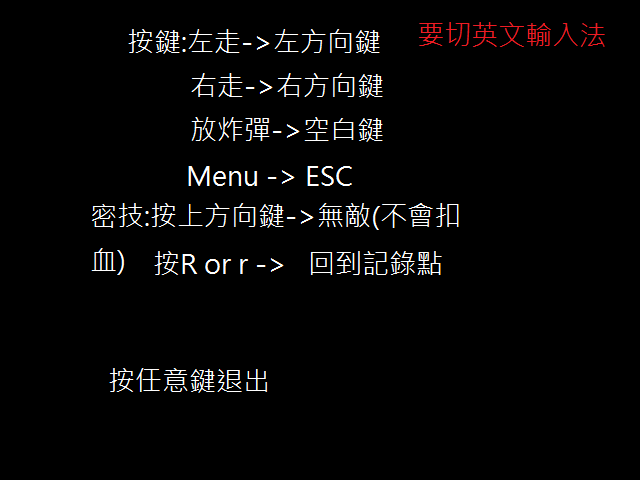 按鍵:左走->左方向鍵
要切英文輸入法
右走->右方向鍵
放炸彈->空白鍵
Menu -> ESC
密技:按上方向鍵->無敵(不會扣
血) 按R or r -> 回到記錄點
按任意鍵退出